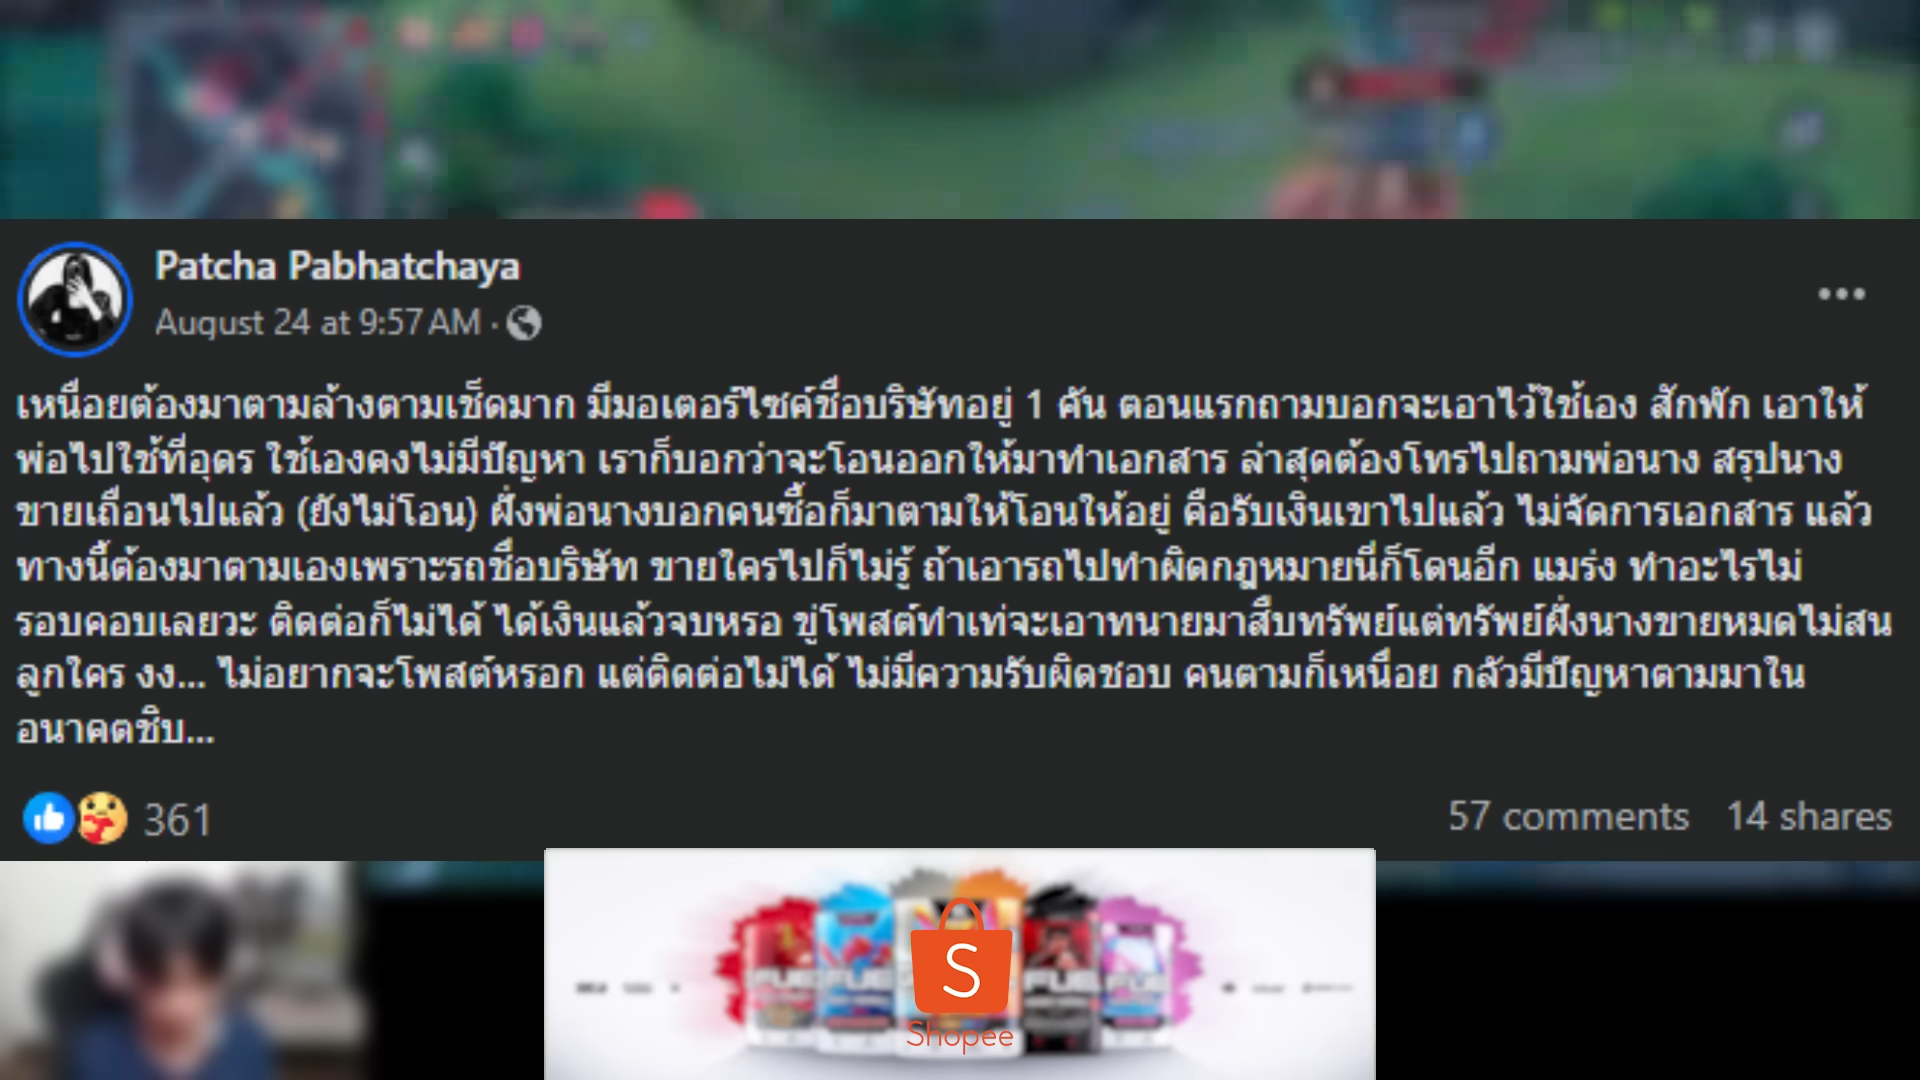 Patcha Pabhatchaya
August 24 at 9:57 AM ·
เหนื่อยต้องมาตามล้างตามเช็ดมาก มีมอเตอร์ไซค์ชื่อบริษัทอยู่ 1 คัน ตอนแรกถามบอกจะเอาไว้ใช้เอง สักพัก เอาให้
พ่อไปใช้ที่อุดร ใช้เองคงไม่มีปัญหา เราก็บอกว่าจะโอนออกให้มาทำเอกสาร ล่าสุดต้องโทรไปถามพ่อนาง สรุปนาง
ขายเถื่อนไปแล้ว (ยังไม่โอน) ฝั่งพ่อนางบอกคนซื้อก็มาตามให้โอนให้อยู่ คือรับเงินเขาไปแล้ว ไม่จัดการเอกสาร แล้ว
ทางนี้ต้องมาตามเองเพราะรถชื่อบริษัท ขายใครไปก็ไม่รู้ ถ้าเอารถไปทำผิดกฎหมายนี่ก็โดนอีก แมร่ง ทำอะไรไม่
รอบคอบเลยวะ ติดต่อก็ไม่ได้ ได้เงินแล้วจบหรอ ขู่โพสต์ทำเท่จะเอาทนายมาสืบทรัพย์แต่ทรัพย์ฝั่งนางขายหมดไม่สน
ลูกใคร งง... ไม่อยากจะโพสต์หรอก แต่ติดต่อไม่ได้ ไม่มีความรับผิดชอบ คนตามก็เหนื่อย กลัวมีปัญหาตามมาใน
อนาคตชิบ...
361
57 comments 14 shares
Shopee